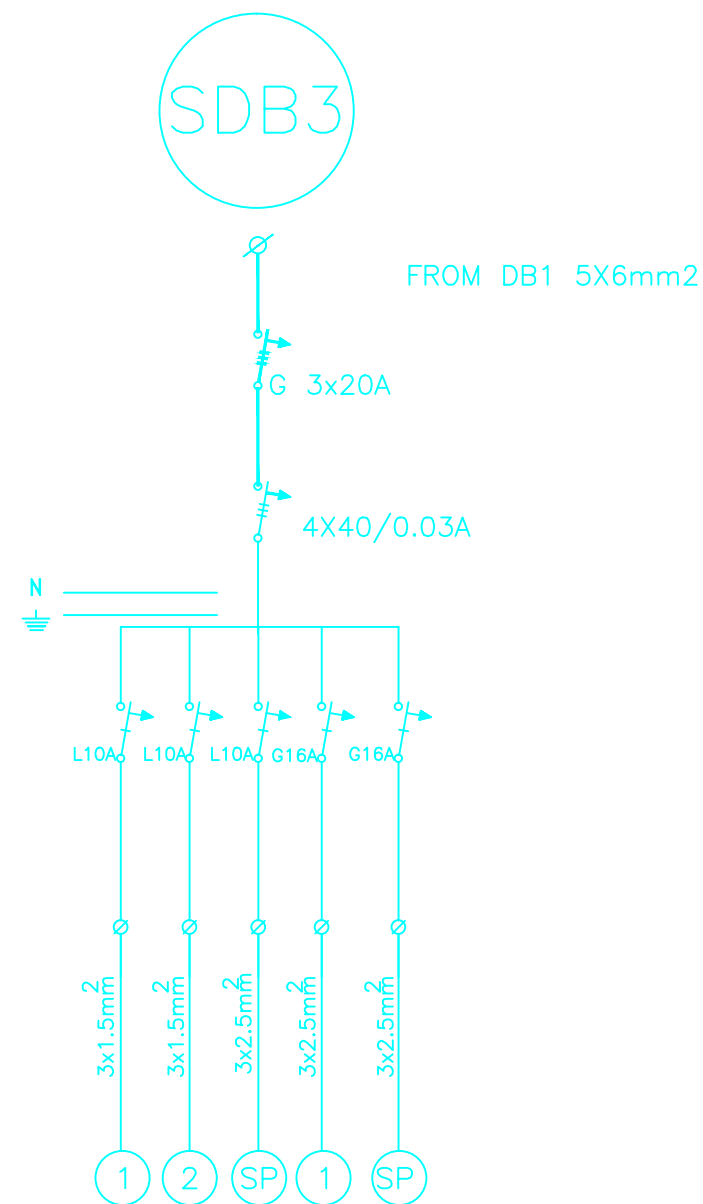 SDB3
FROM DB1 5X6mm2
G 3x20A
4X40/0.03A
N
L10A L10A L10A G16A G16A
3x1.5mm2 3x1.5mm2 3x2.5mm2 3x2.5mm2 3x2.5mm2
1 2 SP 1 SP